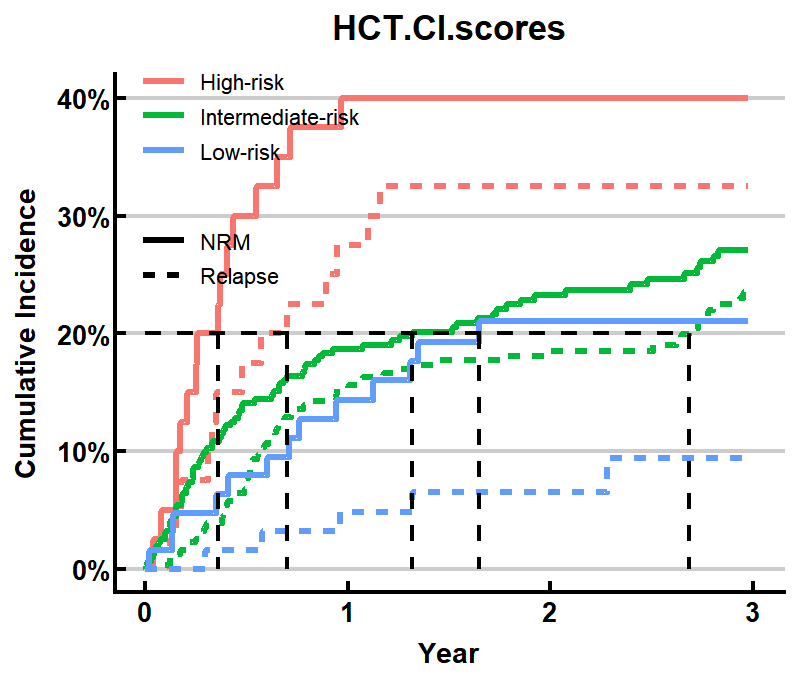 HCT.CI.scores
High-risk
Intermediate-risk
Low-risk
NRM
Relapse
40%
30%
20%
10%
0%
Cumulative Incidence
0
1
2
3
Year